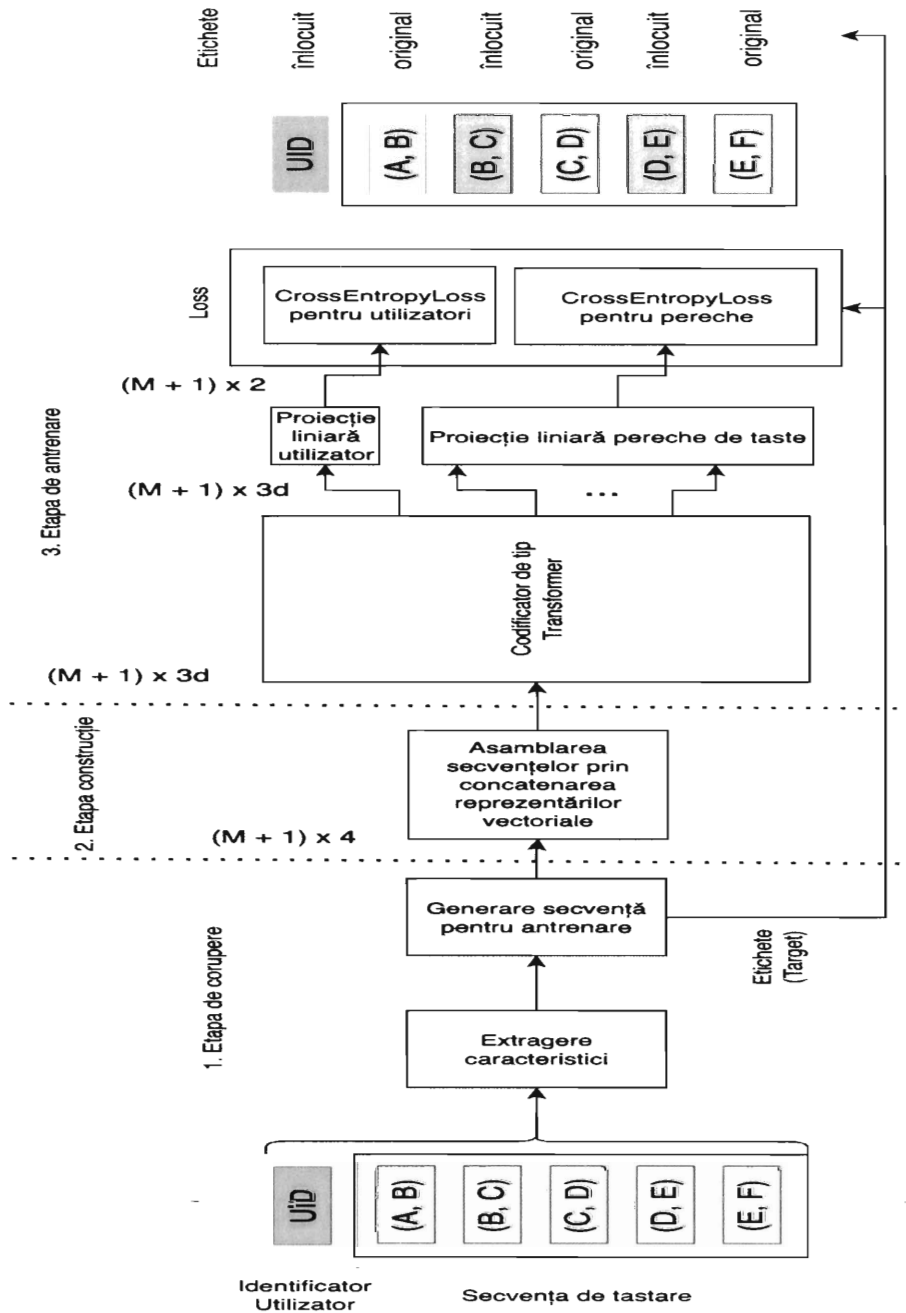 Etichete
înlocuit
original
înlocuit
original
înlocuit
original
UID
(A, B)
(B, C)
(C, D)
(D, E)
(E, F)
Loss
CrossEntropyLoss
pentru utilizatori
CrossEntropyLoss
pentru pereche
(M + 1) x 2
3. Etapa de antrenare
Proiecție
liniară
utilizator
Proiecție liniară pereche de taste
(M + 1) x 3d
...
Codificator de tip
Transformer
(M + 1) x 3d
2. Etapa construcție
Asamblarea
secvențelor prin
concatenarea
reprezentărilor
vectoriale
(M + 1) x 4
1. Etapa de corupere
Generare secvență
pentru antrenare
Etichete
(Target)
Extragere
caracteristici
UiD
(A, B)
(B, C)
(C, D)
(D, E)
(E, F)
Identificator
Utilizator
Secvența de tastare